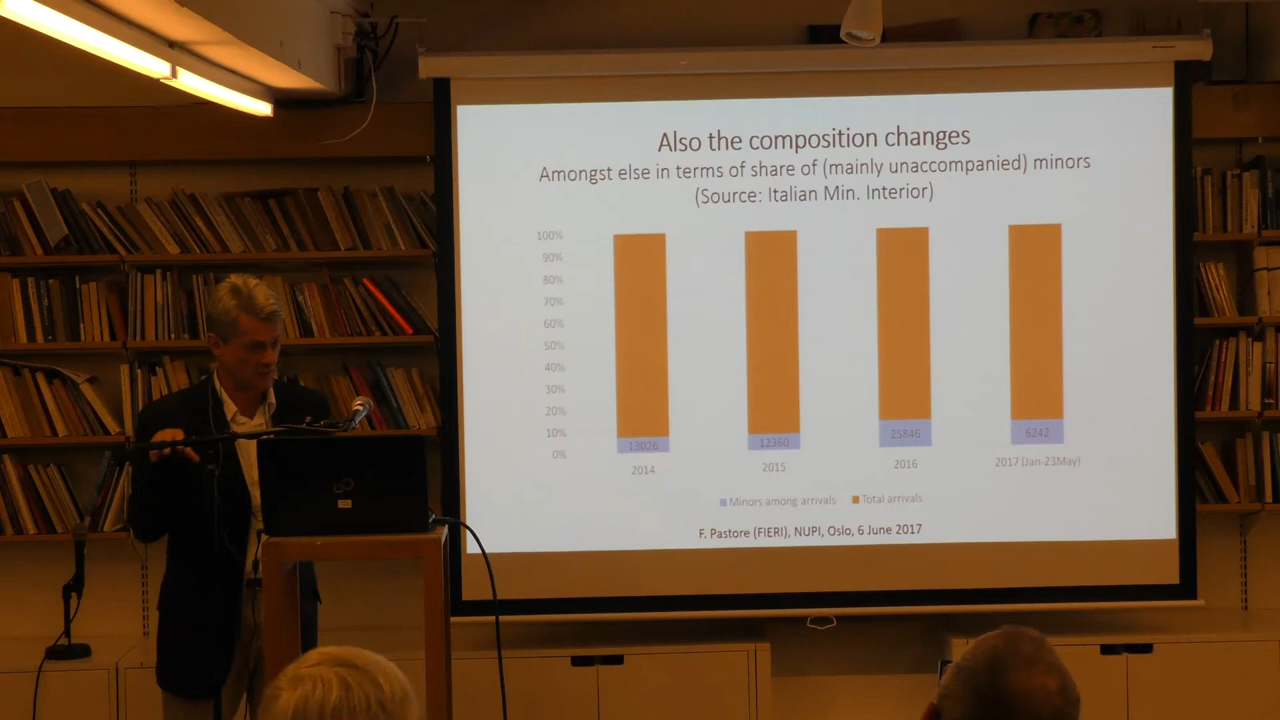 Also the composition changes
Amongst else in terms of share of (mainly unaccompanied) minors
(Source: Italian Min. Interior)
100%
90%
80%
70%
60%
50%
40%
30%
20%
10%
0%
13026
12360
25846
6242
2014
2015
2016
2017 (Jan-23May)
Minors among arrivals
Total arrivals
F. Pastore (FIERI), NUPI, Oslo, 6 June 2017